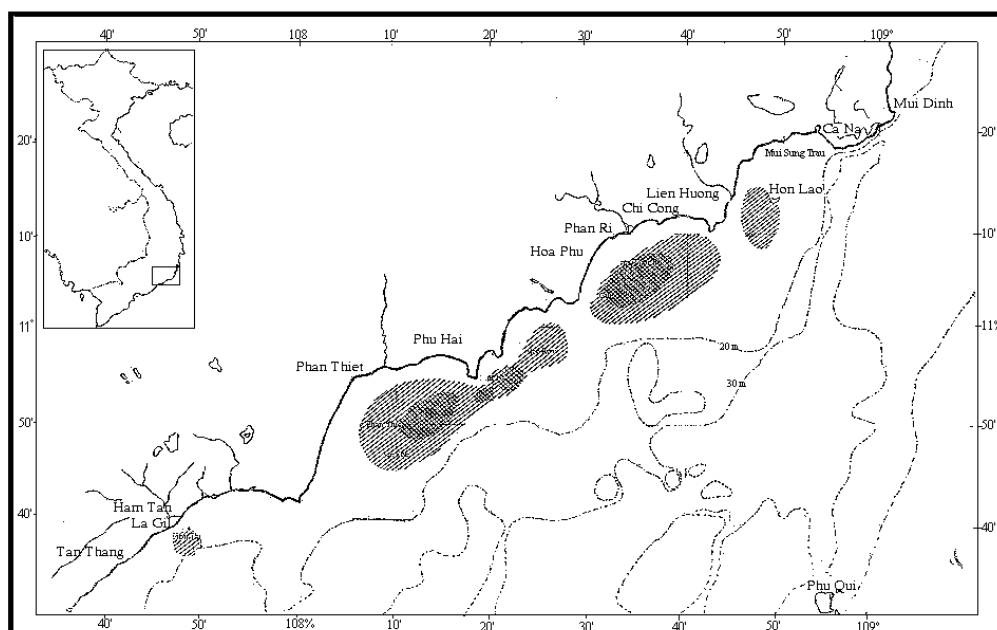 40' 50' 108 10' 20' 30' 40' 50' 109°
Mui Dinh
Ca Na
20' 20'
Mui Sung Trau
Lien Huong Hon Lao
Chi Cong
Phan Ri
10' 10'
Hoa Phu
11° 11°
Phu Hai
20 m
Phan Thiet
30 m
50' 50'
Ham Tan
40' 40'
La Gi
Tan Thang
Phu Qui
40' 50' 108% 10' 20' 30' 40' 50' 109°